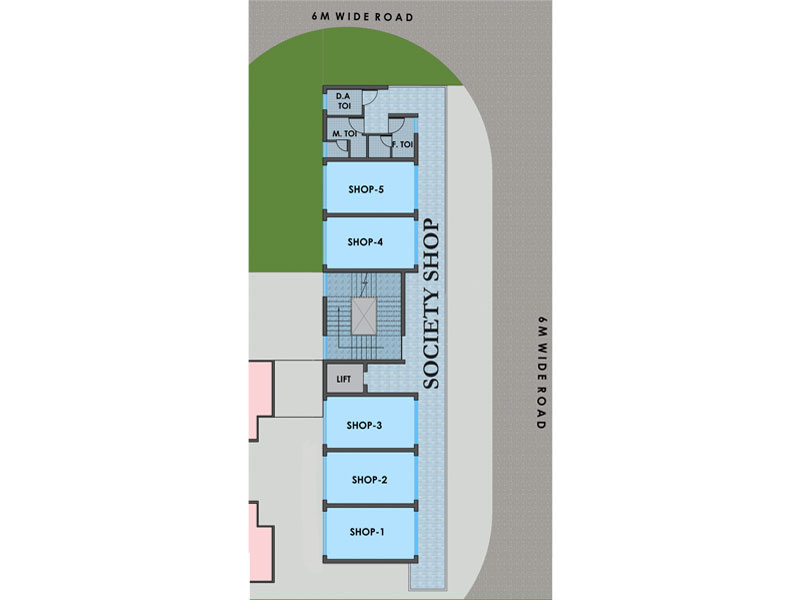 6M WIDE ROAD
D.A
TOI
M. TOI
F. TOI
SHOP-5
SHOP-4
SOCIETY SHOP
6M WIDE ROAD
LIFT
SHOP-3
SHOP-2
SHOP-1